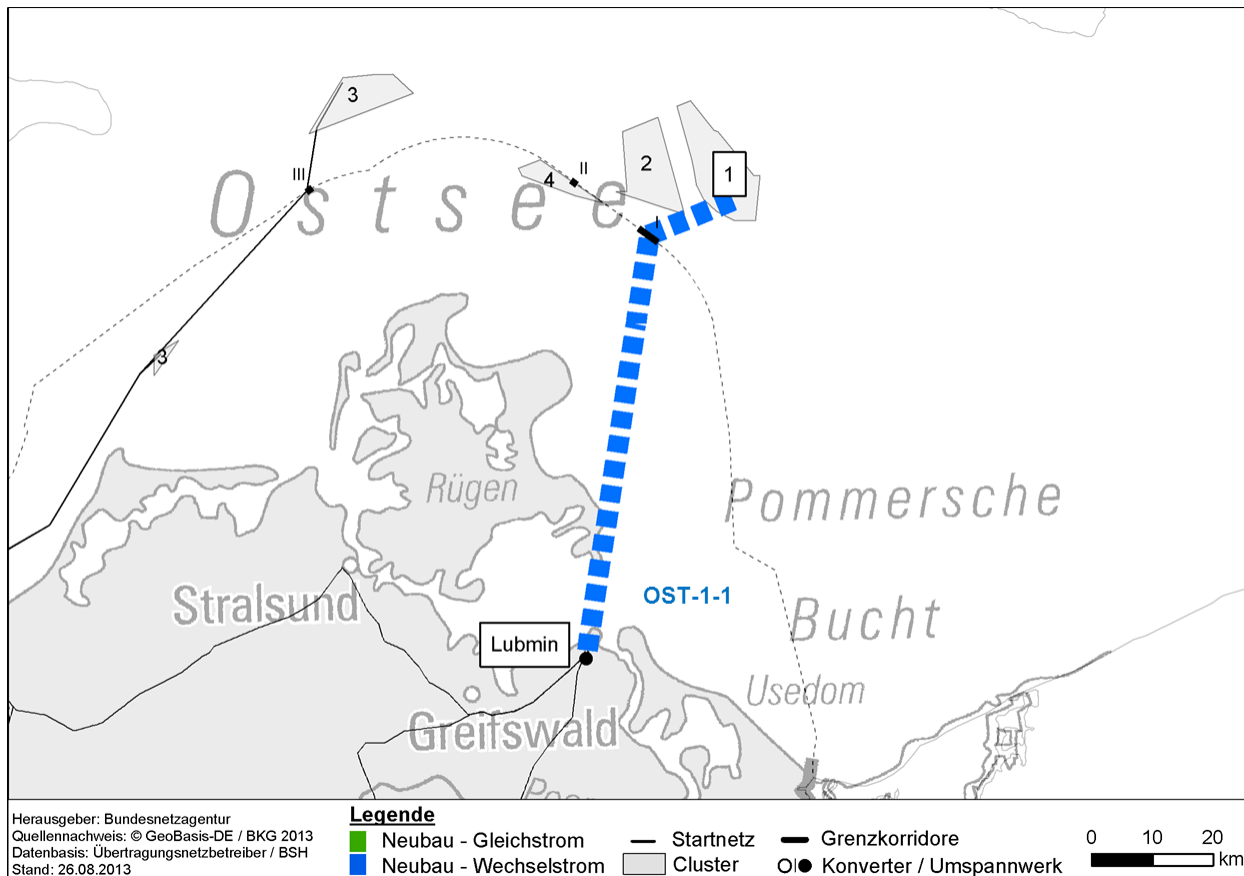 3
III
Ostsee
4
II
2
1
I
3
Rügen
Pommersche
Bucht
Stralsund
OST-1-1
Lubmin
Usedom
Greifswald
Herausgeber: Bundesnetzagentur
Quellennachweis: © GeoBasis-DE / BKG 2013
Datenbasis: Übertragungsnetzbetreiber / BSH
Stand: 26.08.2013
Legende
Neubau - Gleichstrom
Neubau - Wechselstrom
Startnetz
Cluster
Grenzkorridore
Konverter / Umspannwerk
0 10 20
km